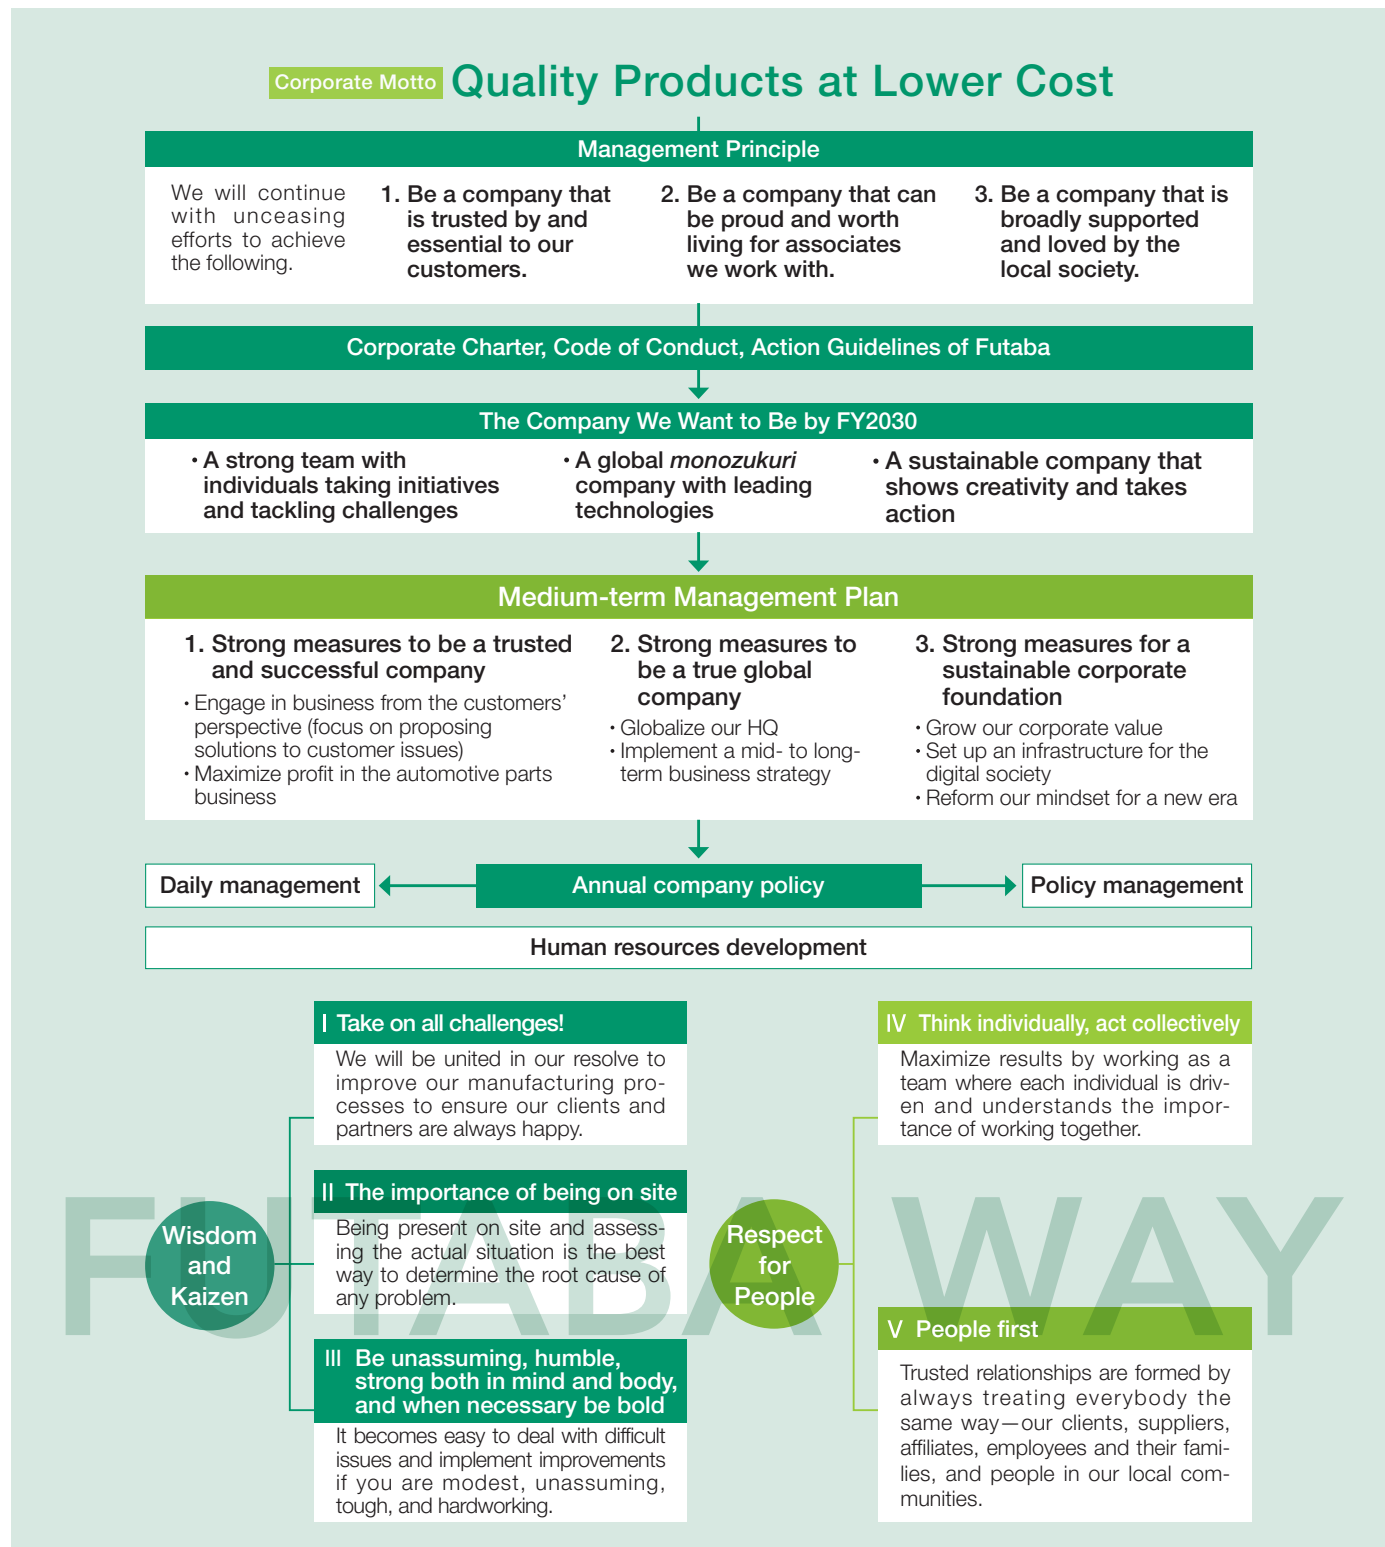 Corporate Motto Quality Products at Lower Cost
Management Principle
We will continue
with unceasing
efforts to achieve
the following.
1. Be a company that
is trusted by and
essential to our
customers.
2. Be a company that can
be proud and worth
living for associates
we work with.
3. Be a company that is
broadly supported
and loved by the
local society.
Corporate Charter, Code of Conduct, Action Guidelines of Futaba
The Company We Want to Be by FY2030
・A strong team with
individuals taking initiatives
and tackling challenges
・A global monozukuri
company with leading
technologies
・A sustainable company that
shows creativity and takes
action
Medium-term Management Plan
1. Strong measures to be a trusted
and successful company
・Engage in business from the customers'
perspective (focus on proposing
solutions to customer issues)
・Maximize profit in the automotive parts
business
2. Strong measures to
be a true global
company
・Globalize our HQ
・Implement a mid- to long-
term business strategy
3. Strong measures for a
sustainable corporate
foundation
・Grow our corporate value
・Set up an infrastructure for the
digital society
・Reform our mindset for a new era
Daily management
Annual company policy
Policy management
Human resources development
FUTABA WAY
Wisdom
and
Kaizen
I Take on all challenges!
We will be united in our resolve to
improve our manufacturing pro-
cesses to ensure our clients and
partners are always happy.
II The importance of being on site
Being present on site and assess-
ing the actual situation is the best
way to determine the root cause of
any problem.
III Be unassuming, humble,
strong both in mind and body,
and when necessary be bold
It becomes easy to deal with difficult
issues and implement improvements
if you are modest, unassuming,
tough, and hardworking.
Respect
for
People
IV Think individually, act collectively
Maximize results by working as a
team where each individual is driv-
en and understands the impor-
tance of working together.
V People first
Trusted relationships are formed by
always treating everybody the
same way—our clients, suppliers,
affiliates, employees and their fami-
lies, and people in our local com-
munities.